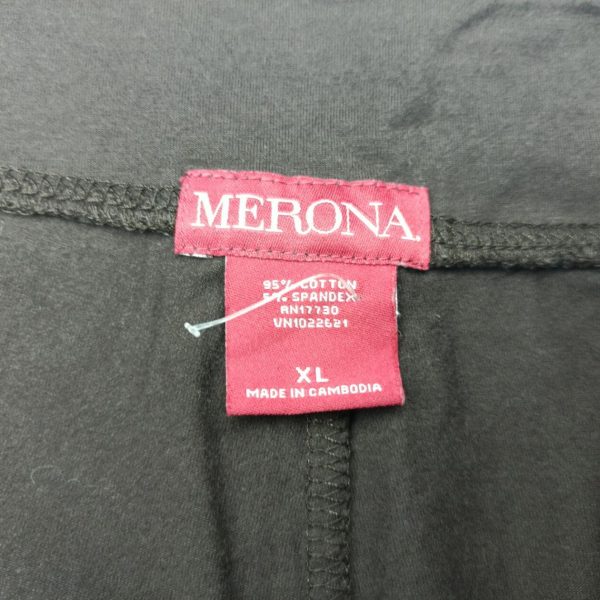 MERONA.
95% COTTON
5% SPANDEX
RN17730
VN1022621
XL
MADE IN CAMBODIA